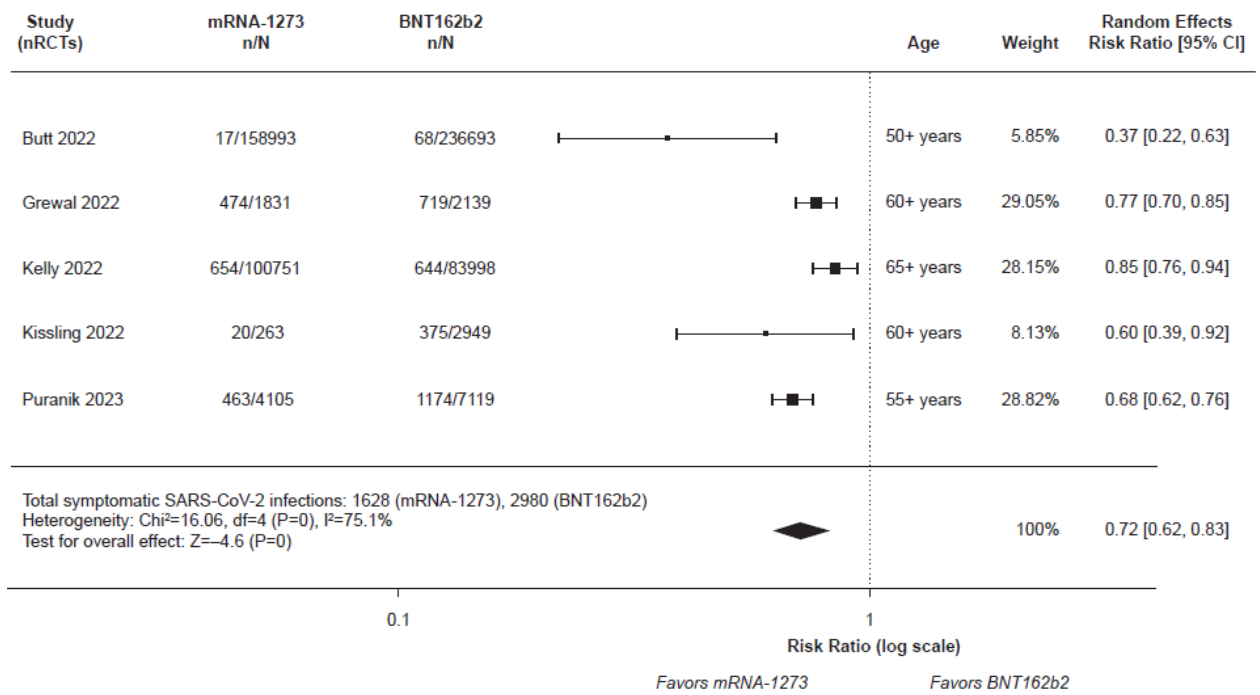 Study mRNA-1273 BNT162b2 Random Effects
(nRCTs) n/N n/N Age Weight Risk Ratio [95% CI]
Butt 2022 17/158993 68/236693 50+ years 5.85% 0.37 [0.22, 0.63]
Grewal 2022 474/1831 719/2139 60+ years 29.05% 0.77 [0.70, 0.85]
Kelly 2022 654/100751 644/83998 65+ years 28.15% 0.85 [0.76, 0.94]
Kissling 2022 20/263 375/2949 60+ years 8.13% 0.60 [0.39, 0.92]
Puranik 2023 463/4105 1174/7119 55+ years 28.82% 0.68 [0.62, 0.76]
Total symptomatic SARS-CoV-2 infections: 1628 (mRNA-1273), 2980 (BNT162b2)
Heterogeneity: Chi²=16.06, df=4 (P=0), I²=75.1%
100% 0.72 [0.62, 0.83]
Test for overall effect: Z=–4.6 (P=0)
0.1 1
Risk Ratio (log scale)
Favors mRNA-1273 Favors BNT162b2